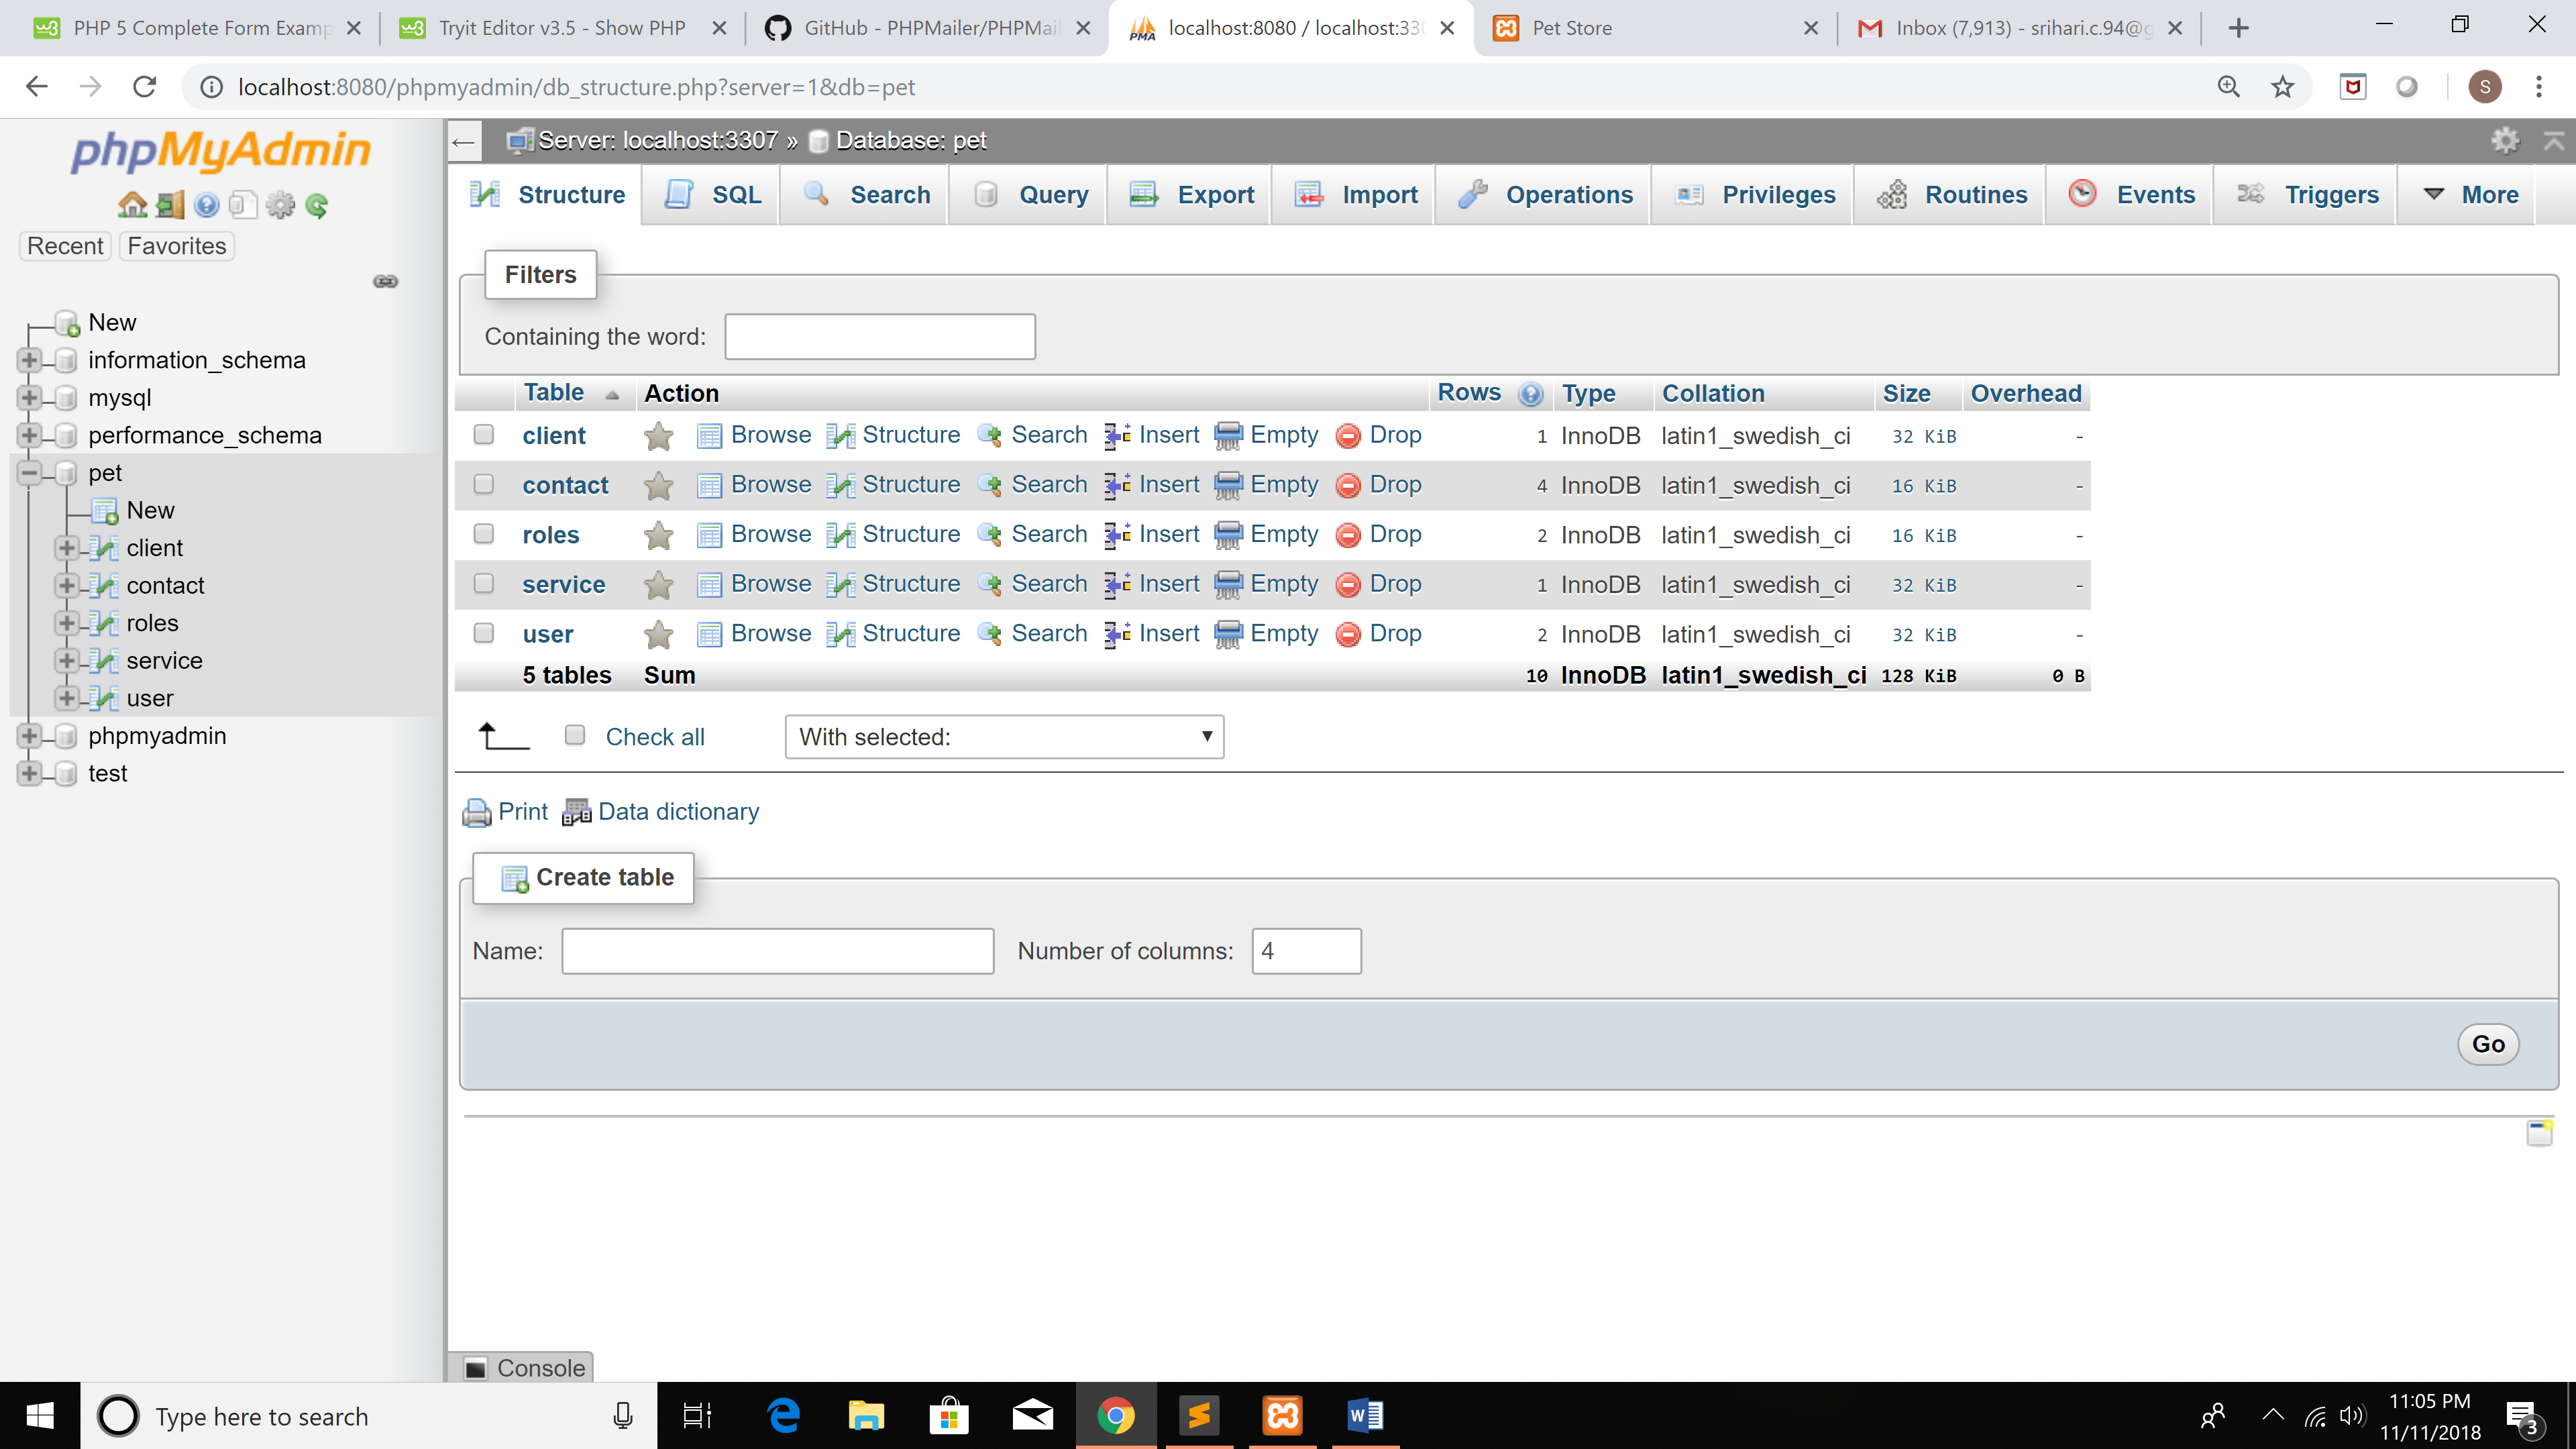 PHP 5 Complete Form Examp
Tryit Editor v3.5 - Show PHP
GitHub - PHPMailer/PHPMail
localhost:8080 / localhost:330
Pet Store
Inbox (7,913) - srihari.c.94@g
localhost:8080/phpmyadmin/db_structure.php?server=1&db=pet
S
phpMyAdmin
Recent Favorites
New
information_schema
mysql
performance_schema
pet
New
client
contact
roles
service
user
phpmyadmin
test
Server: localhost:3307 » Database: pet
Structure SQL Search Query Export Import Operations Privileges Routines Events Triggers More
Filters
Containing the word:
Table Action Rows Type Collation Size Overhead
client Browse Structure Search Insert Empty Drop 1 InnoDB latin1_swedish_ci 32 KiB -
contact Browse Structure Search Insert Empty Drop 4 InnoDB latin1_swedish_ci 16 KiB -
roles Browse Structure Search Insert Empty Drop 2 InnoDB latin1_swedish_ci 16 KiB -
service Browse Structure Search Insert Empty Drop 1 InnoDB latin1_swedish_ci 32 KiB -
user Browse Structure Search Insert Empty Drop 2 InnoDB latin1_swedish_ci 32 KiB -
5 tables Sum 10 InnoDB latin1_swedish_ci 128 KiB 0 B
Check all With selected:
Print Data dictionary
Create table
Name: Number of columns: 4
Go
Console
Type here to search
11:05 PM
11/11/2018
3